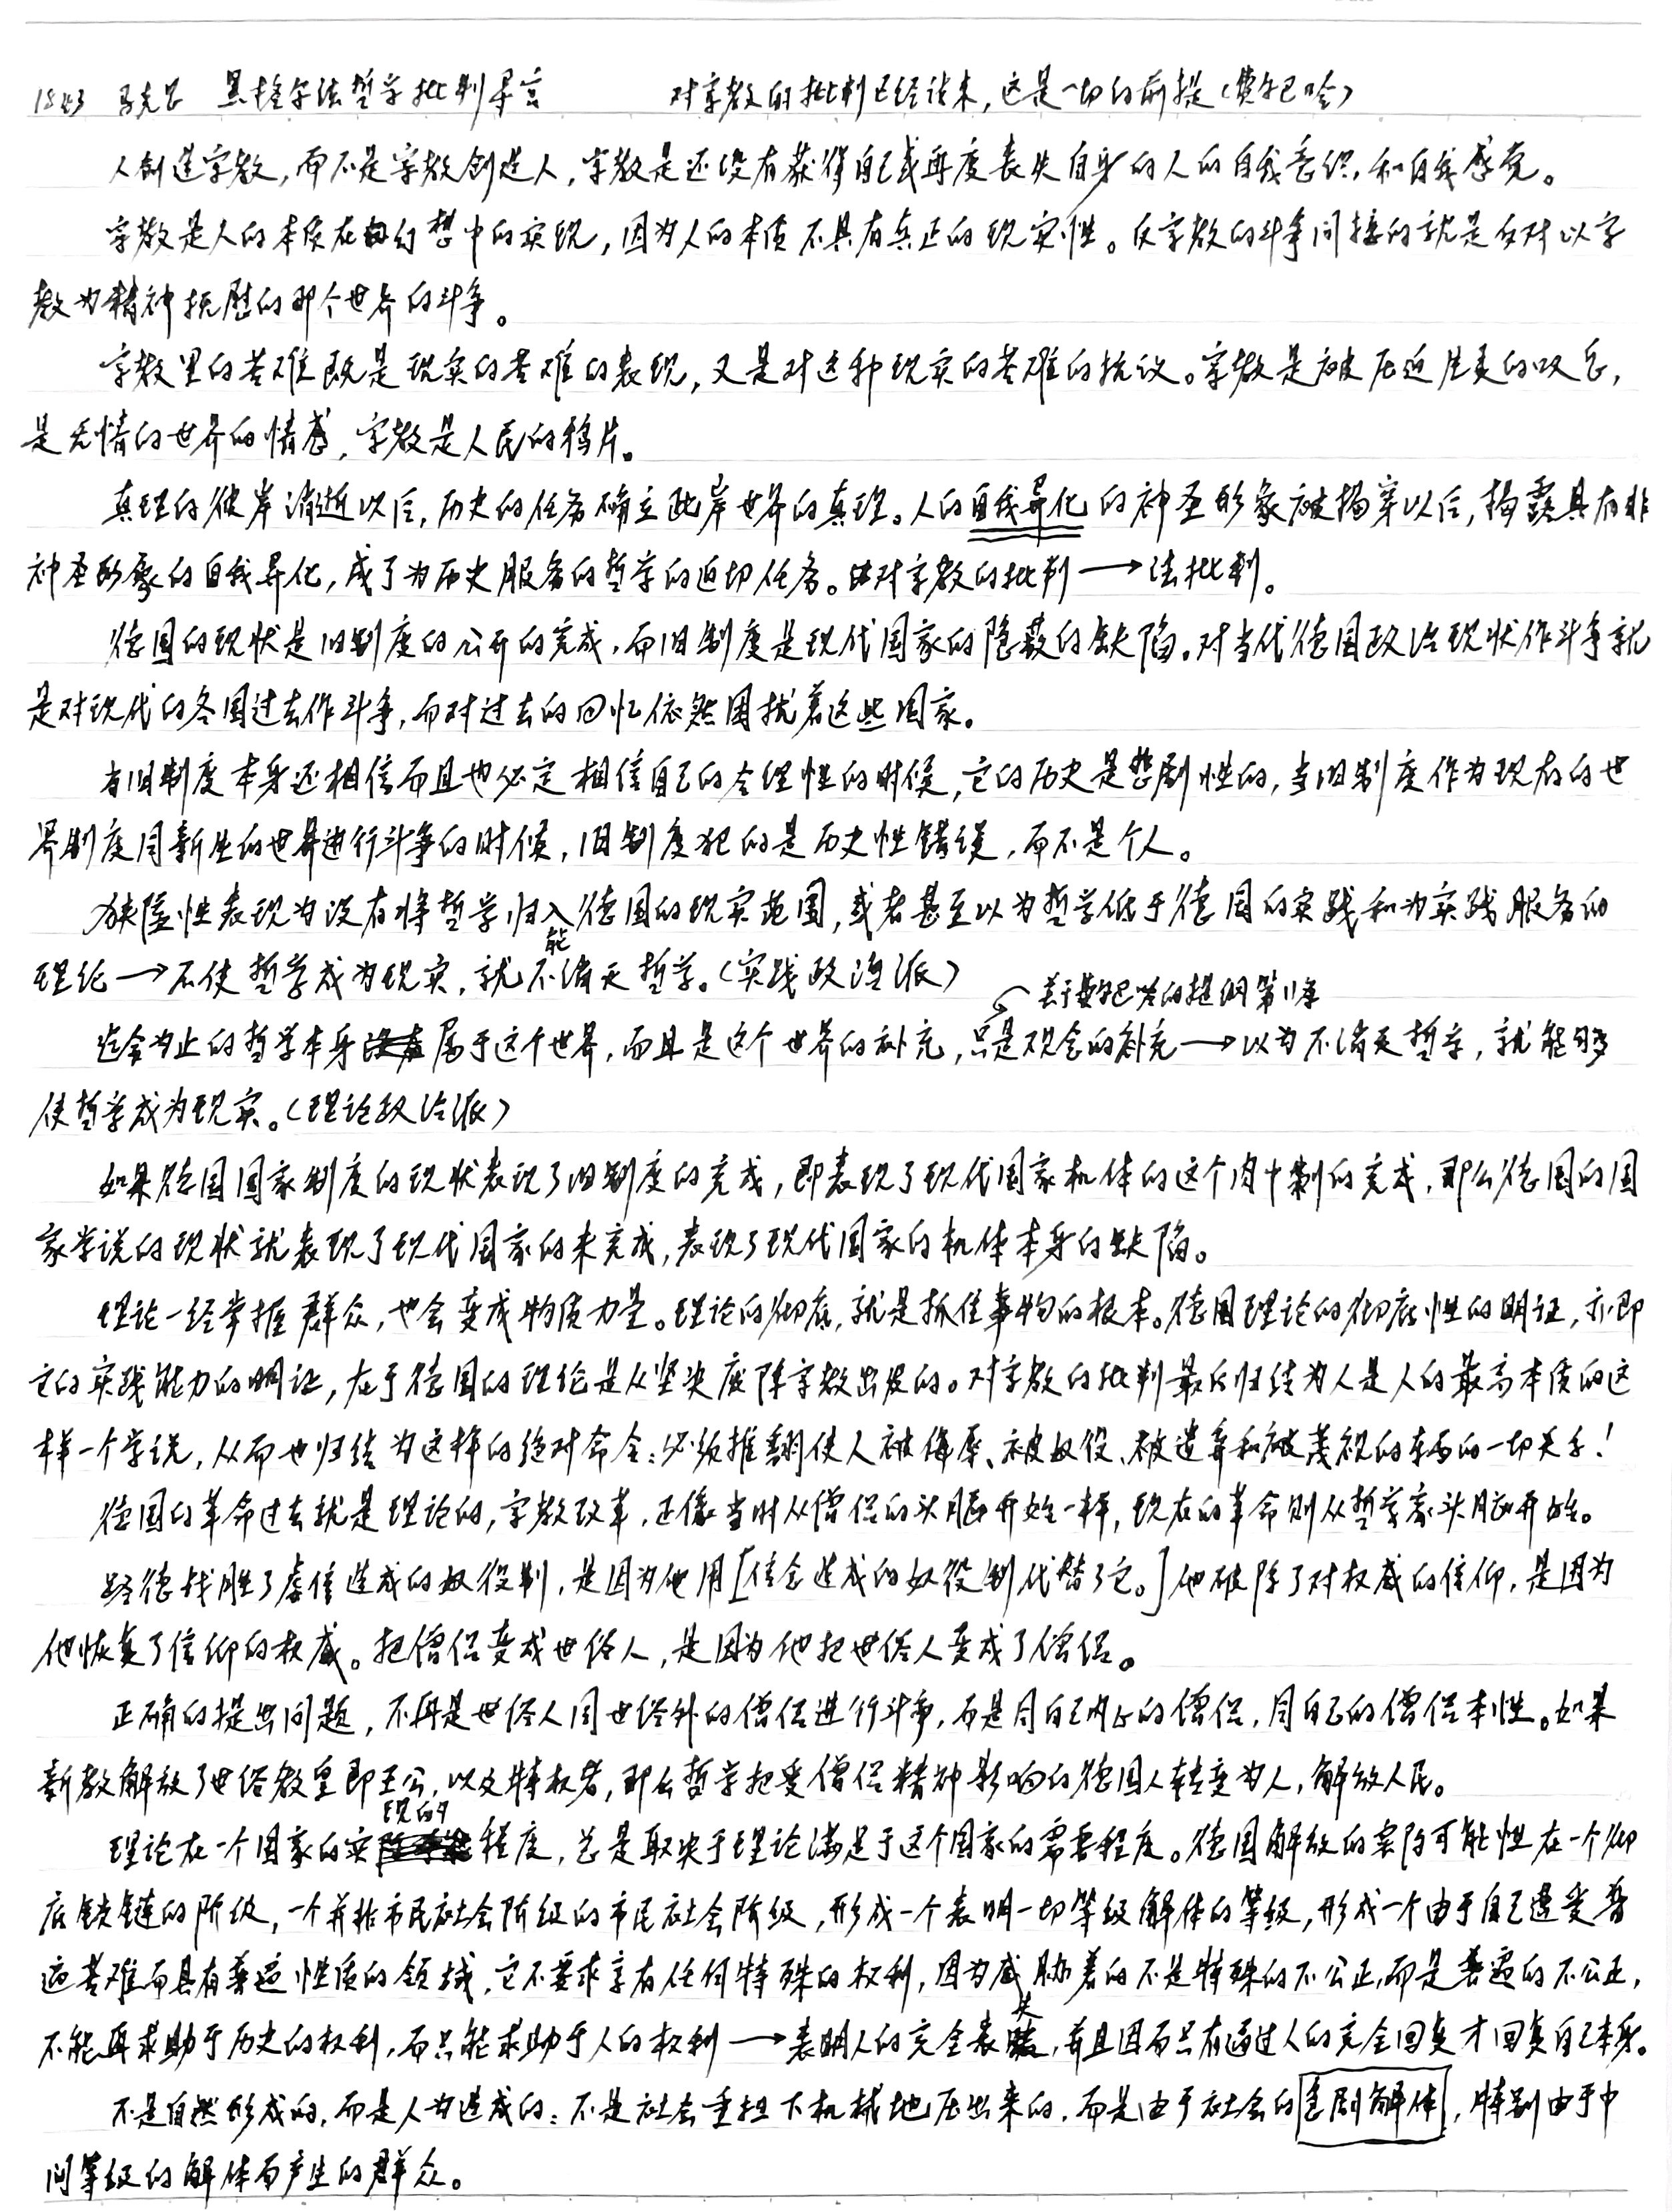 1843 马克思 黑格尔法哲学批判导言 对宗教的批判已经结束，这是一切的前提（费尔巴哈）
人创造宗教，而不是宗教创造人，宗教是还没有获得自己或再度丧失自身的人的自我意识，和自我感觉。
宗教是人的本质在幻想中的实现，因为人的本质不具有真正的现实性。反宗教的斗争间接的就是反对以宗
教为精神抚慰的那个世界的斗争。
宗教里的苦难既是现实的苦难的表现，又是对这种现实的苦难的抗议。宗教是被压迫生灵的叹息，
是无情的世界的情感，宗教是人民的鸦片。
真理的彼岸消逝以后，历史的任务确立此岸世界的真理。人的自我异化的神圣形象被揭穿以后，揭露具有非
神圣形象的自我异化，成了为历史服务的哲学的迫切任务。由对宗教的批判→法批判。
德国的现状是旧制度的公开的完成，而旧制度是现代国家的隐蔽的缺陷。对当代德国政治现状作斗争就
是对现代的各国过去作斗争，而对过去的回忆依然困扰着这些国家。
当旧制度本身还相信而且也必定相信自己的合理性的时候，它的历史是悲剧性的，当旧制度作为现存的世
界制度同新生的世界进行斗争的时候，旧制度犯的是历史性错误，而不是个人。
狭隘性表现为没有将哲学归入德国的现实范围，或者甚至以为哲学低于德国的实践和为实践服务的
理论→不使哲学成为现实，就不能消灭哲学。（实践政治派）
关于费尔巴哈的提纲第11条
迄今为止的哲学本身属于这个世界，而且是这个世界的补充，只是观念的补充→以为不消灭哲学，就能够
使哲学成为现实。（理论政治派）
如果德国国家制度的现状表现了旧制度的完成，即表现了现代国家机体的这个肉中刺的完成，那么德国的国
家学说的现状就表现了现代国家的未完成，表现了现代国家的机体本身的缺陷。
理论一经掌握群众，也会变成物质力量。理论的彻底，就是抓住事物的根本。德国理论的彻底性的明证，亦即
它的实践能力的明证，在于德国的理论是从坚决废除宗教出发的。对宗教的批判最后归结为人是人的最高本质的这
样一个学说，从而也归结为这样的绝对命令：必须推翻使人被侮辱、被奴役、被遗弃和被蔑视的东西的一切关系！
德国的革命过去就是理论的，宗教改革，正像当时从僧侣的头脑开始一样，现在的革命则从哲学家头脑开始。
路德战胜了虔信造成的奴役制，是因为他用［信念造成的奴役制代替了它。］他破除了对权威的信仰，是因为
他恢复了信仰的权威。把僧侣变成世俗人，是因为他把世俗人变成了僧侣。
正确的提出问题，不再是世俗人同世俗外的僧侣进行斗争，而是同自己内心的僧侣，同自己的僧侣本性。如果
新教解放了世俗教皇即王公，以及特权者，那么哲学把受僧侣精神影响的德国人转变为人，解放人民。
理论在一个国家的实现的程度，总是取决于理论满足于这个国家的需要程度。德国解放的实际可能性在一个彻
底锁链的阶级，一个并非市民社会阶级的市民社会阶级，形成一个表明一切等级解体的等级，形成一个由于自己遭受普
遍苦难而具有普遍性质的领域，它不要求享有任何特殊的权利，因为威胁着的不是特殊的不公正，而是普遍的不公正，
不能再求助于历史的权利，而只能求助于人的权利→表明人的完全丧失，并且因而只有通过人的完全回复才回复自己本身。
不是自然形成的，而是人为造成的；不是社会重担下机械地压出来的，而是由于社会的急剧解体，特别由于中
间等级的解体而产生的群众。